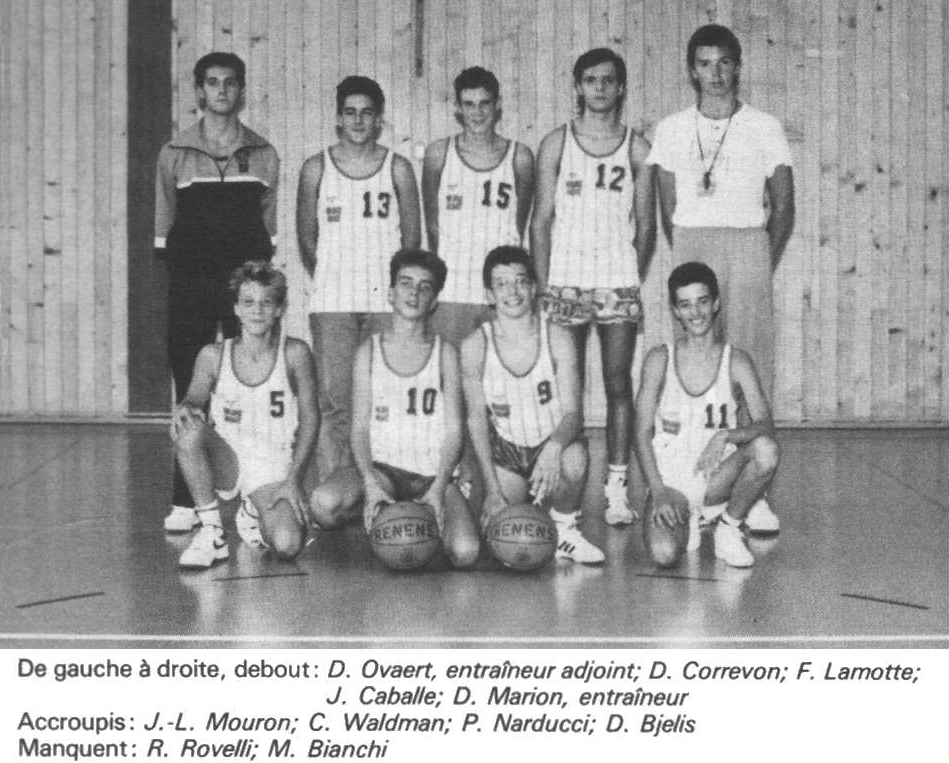 13 15 12
5 10 9 11
RENENS RENENS
De gauche à droite, debout : D. Ovaert, entraîneur adjoint; D. Correvon; F. Lamotte;
J. Caballe; D. Marion, entraîneur
Accroupis : J.-L. Mouron; C. Waldman; P. Narducci; D. Bjelis
Manquent : R. Rovelli; M. Bianchi